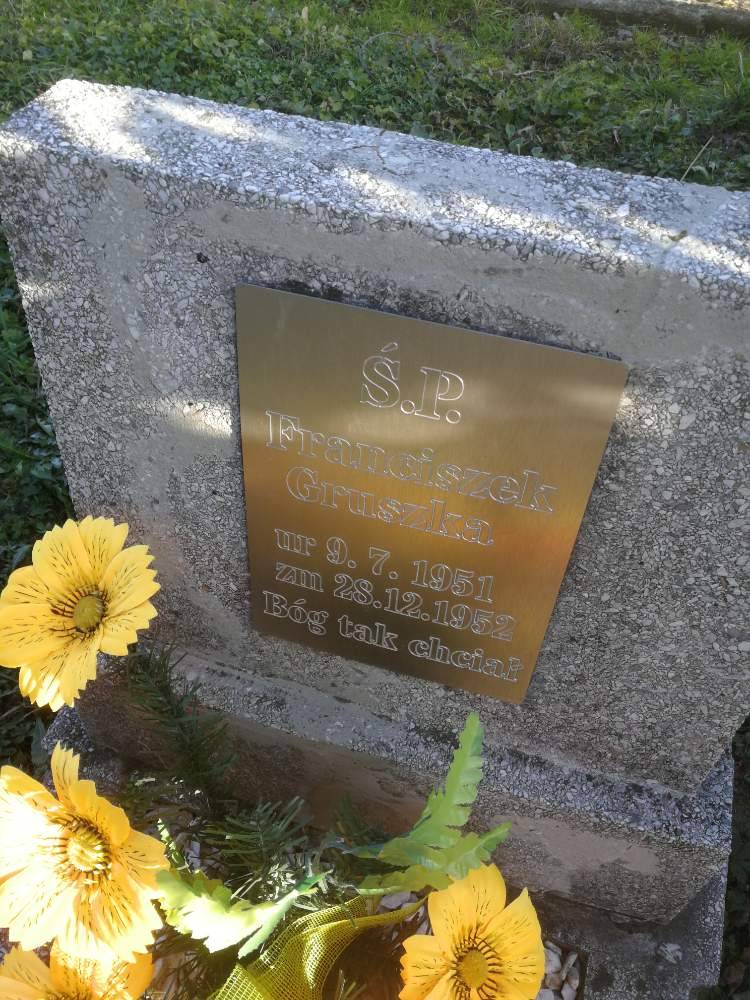 Ś.P.
Franciszek
Gruszka
ur 9. 7. 1951
zm 28.12.1952
Bóg tak chciał